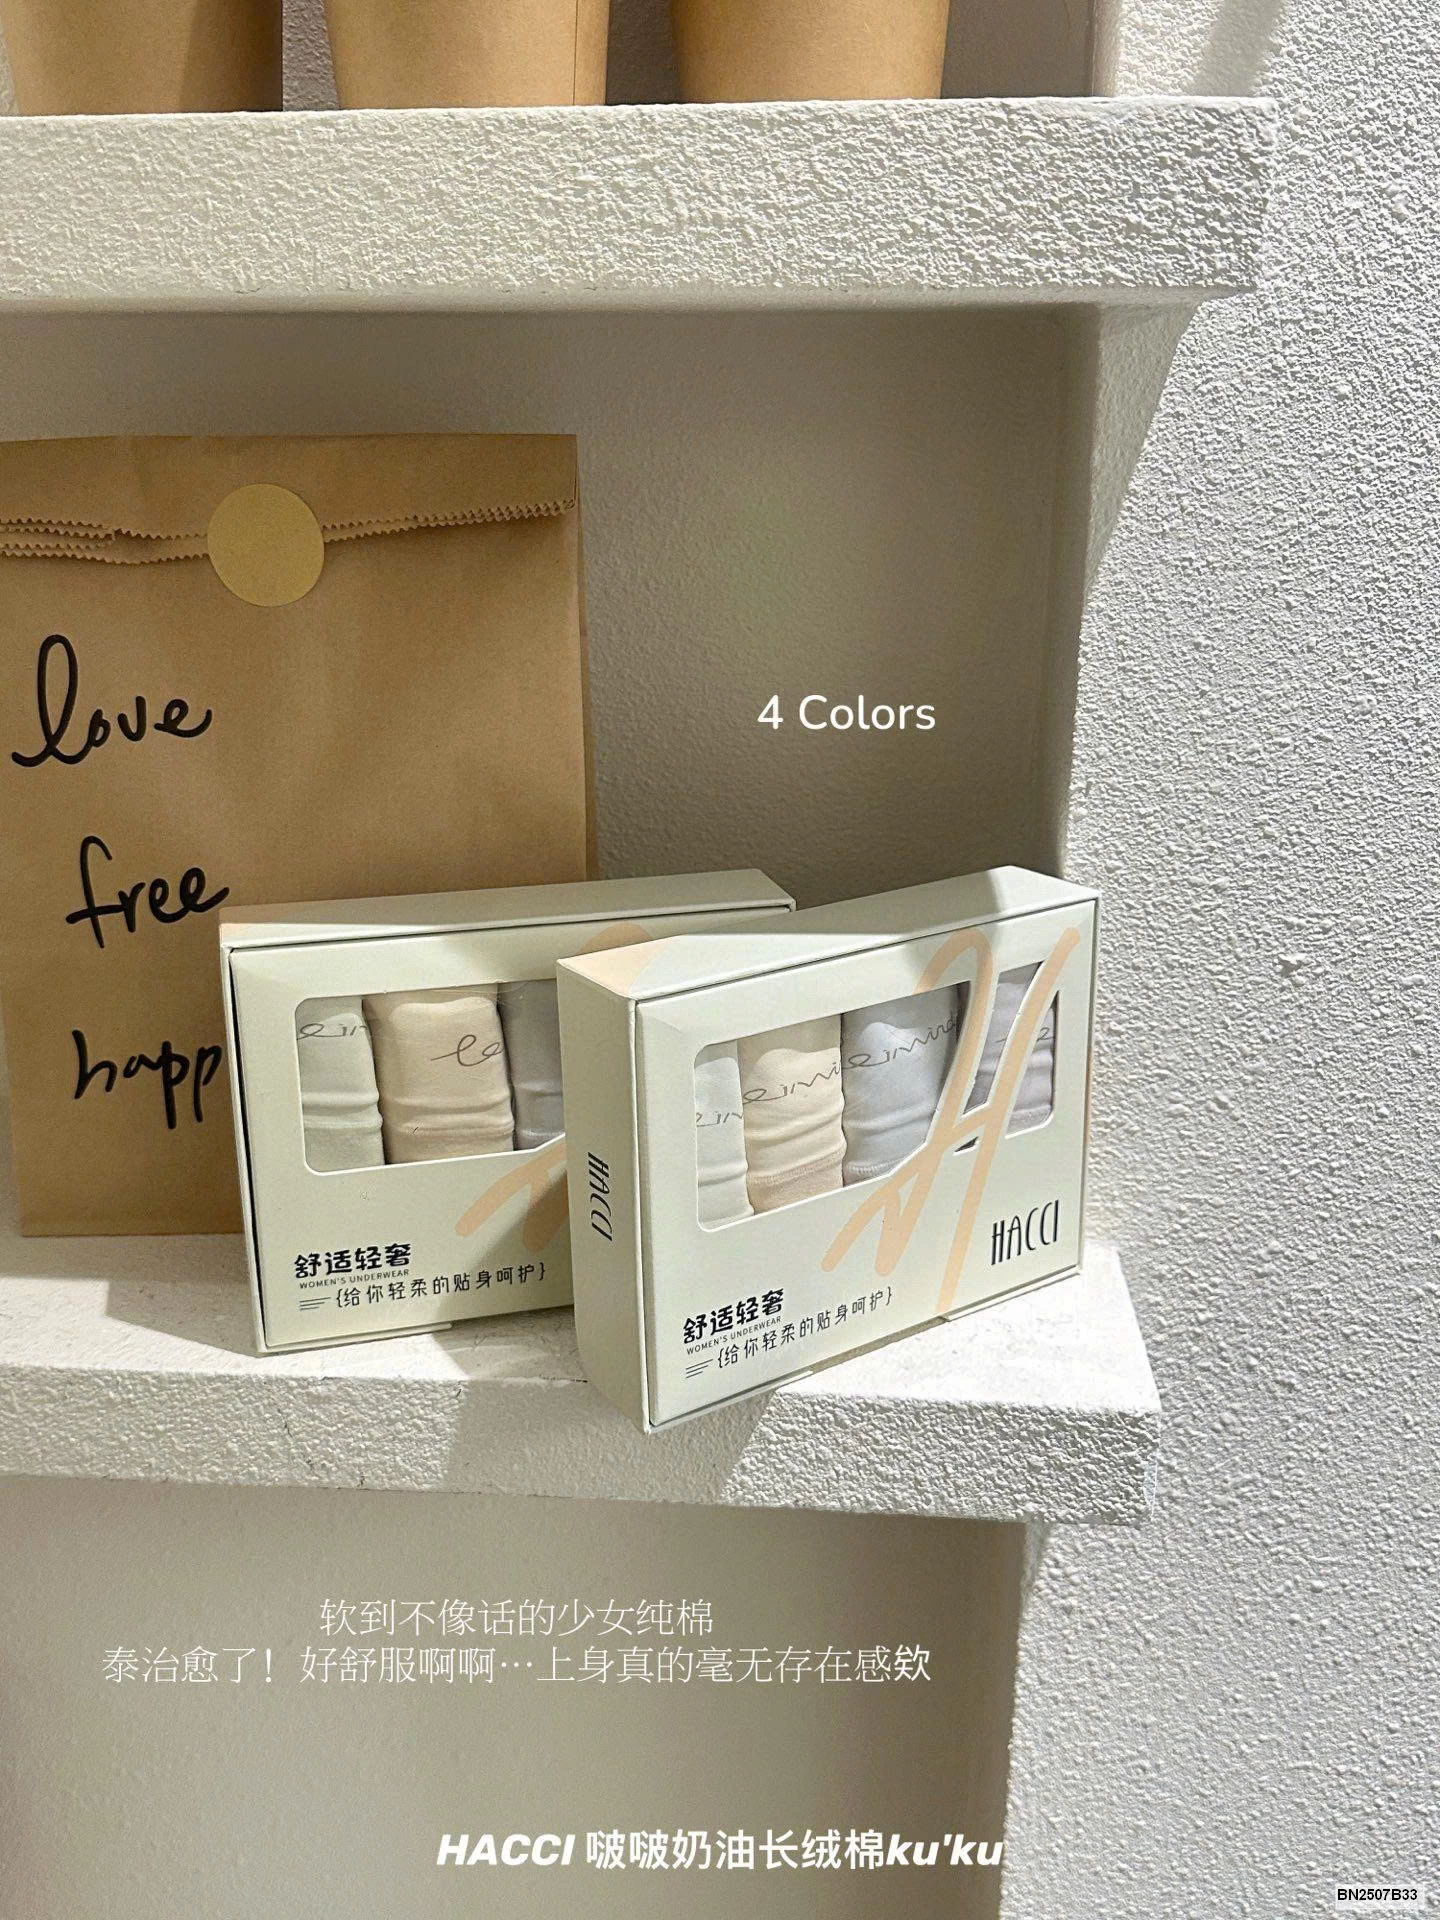 love
free
happ
4 Colors
HACCI
HACCI
舒适轻奢
WOMEN'S UNDERWEAR
{给你轻柔的贴身呵护}
舒适轻奢
WOMEN'S UNDERWEAR
{给你轻柔的贴身呵护}
软到不像话的少女纯棉
泰治愈了！好舒服啊啊…上身真的毫无存在感欸
HACCI 啵啵奶油长绒棉ku'ku
BN2507B33